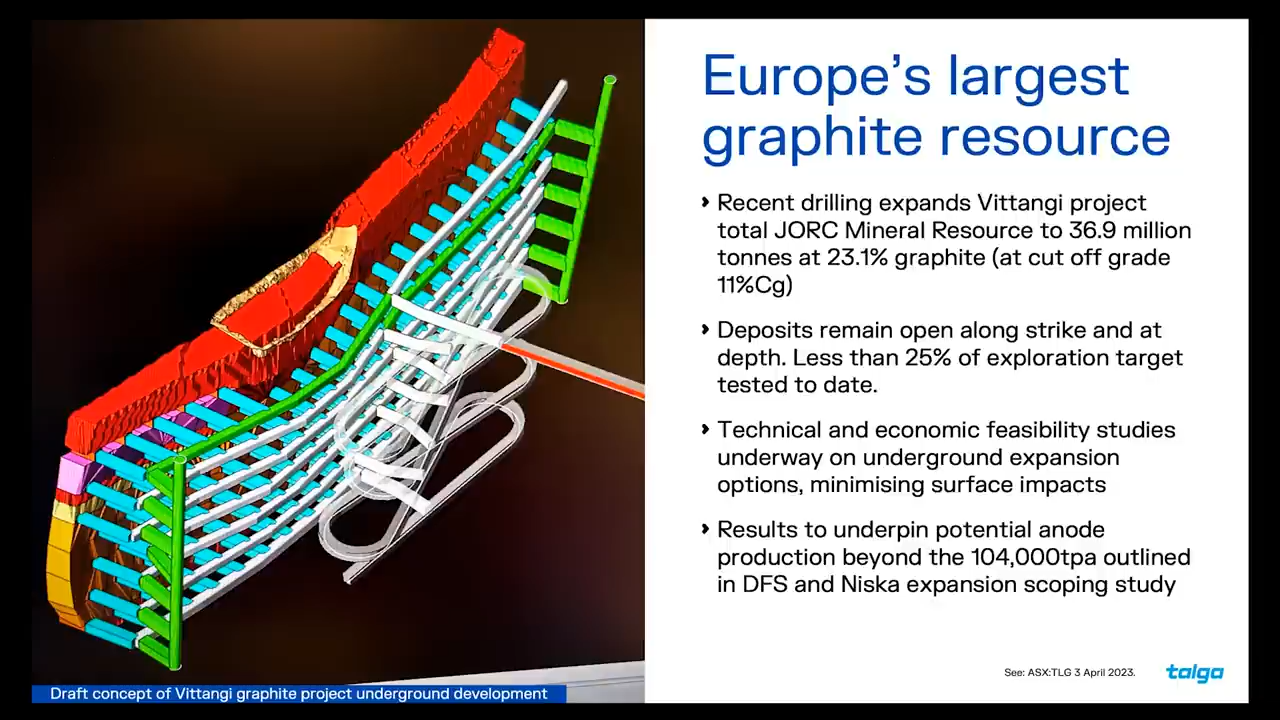 Europe's largest
graphite resource
Recent drilling expands Vittangi project
total JORC Mineral Resource to 36.9 million
tonnes at 23.1% graphite (at cut off grade
11%Cg)
Deposits remain open along strike and at
depth. Less than 25% of exploration target
tested to date.
Technical and economic feasibility studies
underway on underground expansion
options, minimising surface impacts
Results to underpin potential anode
production beyond the 104,000tpa outlined
in DFS and Niska expansion scoping study
See: ASX:TLG 3 April 2023.
talga
Draft concept of Vittangi graphite project underground development